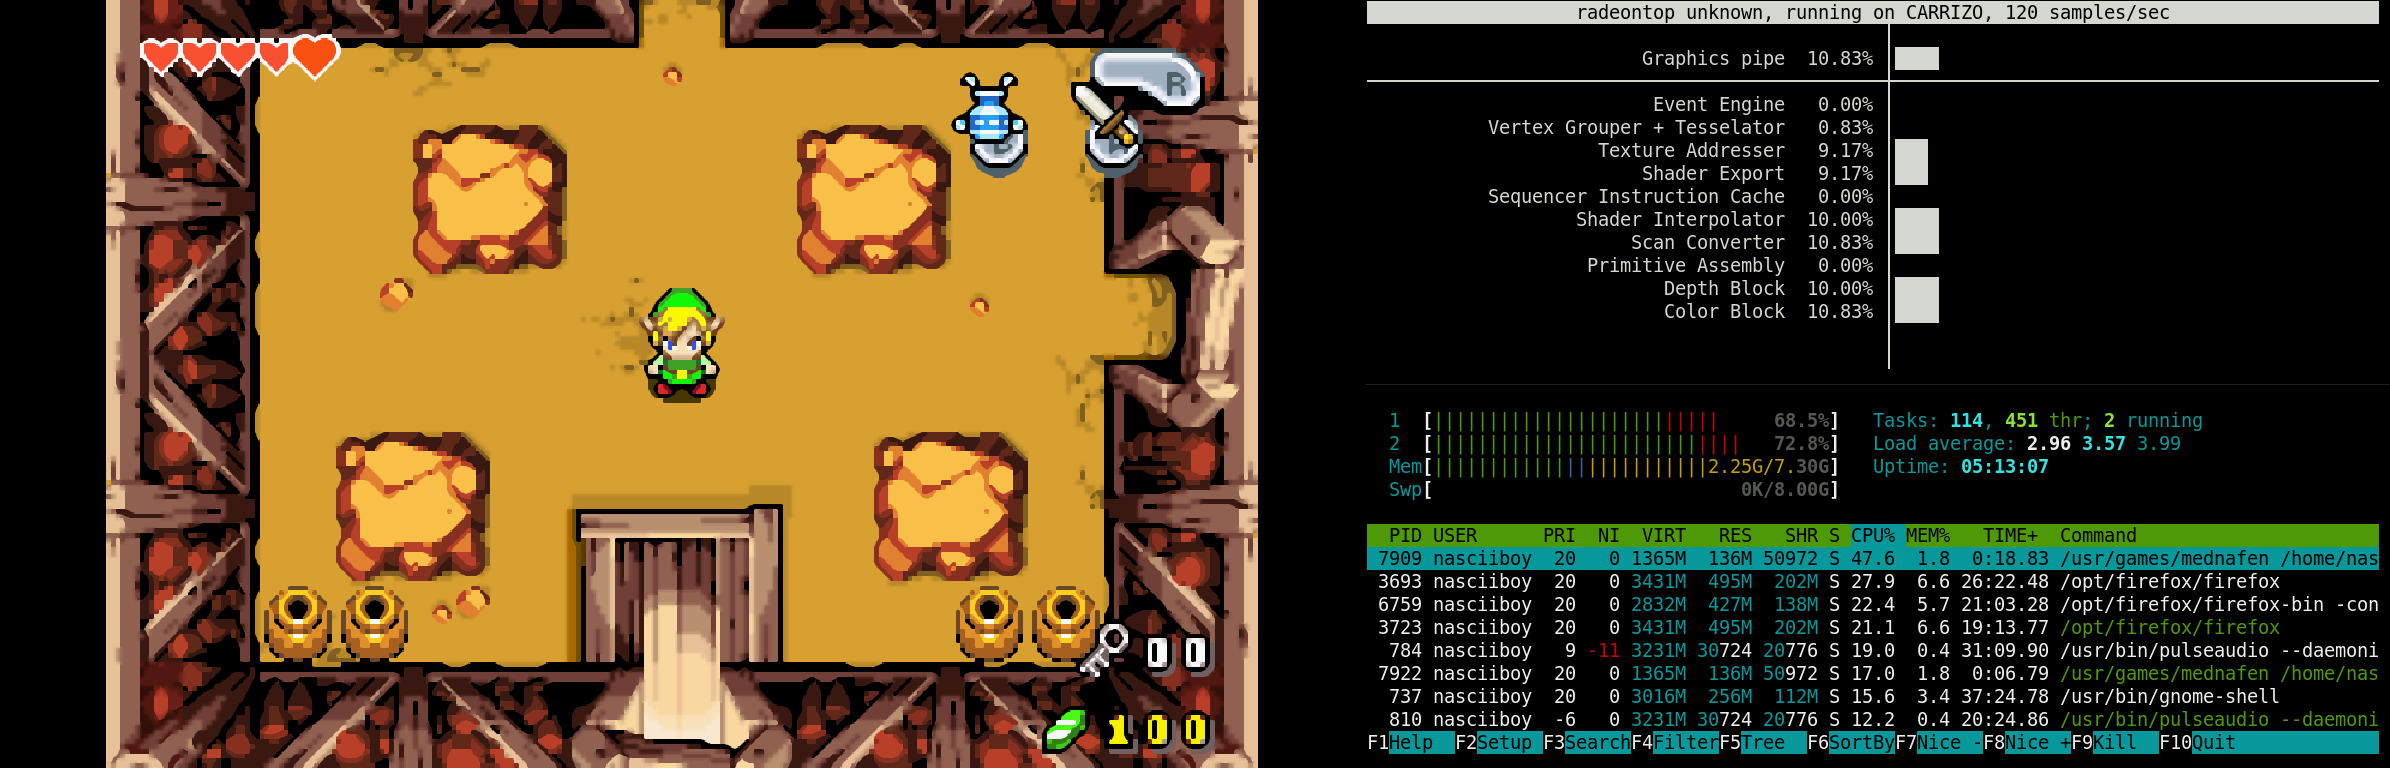 R
B
00
100
radeontop unknown, running on CARRIZO, 120 samples/sec
Graphics pipe 10.83%
Event Engine 0.00%
Vertex Grouper + Tesselator 0.83%
Texture Addresser 9.17%
Shader Export 9.17%
Sequencer Instruction Cache 0.00%
Shader Interpolator 10.00%
Scan Converter 10.83%
Primitive Assembly 0.00%
Depth Block 10.00%
Color Block 10.83%
1 [|||||||||||||||||||||||||| 68.5%] Tasks: 114, 451 thr; 2 running
2 [|||||||||||||||||||||||||||| 72.8%] Load average: 2.96 3.57 3.99
Mem[|||||||||||||||||||||||||2.25G/7.30G] Uptime: 05:13:07
Swp[ 0K/8.00G]
PID USER PRI NI VIRT RES SHR S CPU% MEM% TIME+ Command
7909 nasciiboy 20 0 1365M 136M 50972 S 47.6 1.8 0:18.83 /usr/games/mednafen /home/nas
3693 nasciiboy 20 0 3431M 495M 202M S 27.9 6.6 26:22.48 /opt/firefox/firefox
6759 nasciiboy 20 0 2832M 427M 138M S 22.4 5.7 21:03.28 /opt/firefox/firefox-bin -con
3723 nasciiboy 20 0 3431M 495M 202M S 21.1 6.6 19:13.77 /opt/firefox/firefox
784 nasciiboy 9 -11 3231M 30724 20776 S 19.0 0.4 31:09.90 /usr/bin/pulseaudio --daemoni
7922 nasciiboy 20 0 1365M 136M 50972 S 17.0 1.8 0:06.79 /usr/games/mednafen /home/nas
737 nasciiboy 20 0 3016M 256M 112M S 15.6 3.4 37:24.78 /usr/bin/gnome-shell
810 nasciiboy -6 0 3231M 30724 20776 S 12.2 0.4 20:24.86 /usr/bin/pulseaudio --daemoni
F1Help F2Setup F3SearchF4FilterF5Tree F6SortByF7Nice -F8Nice +F9Kill F10Quit